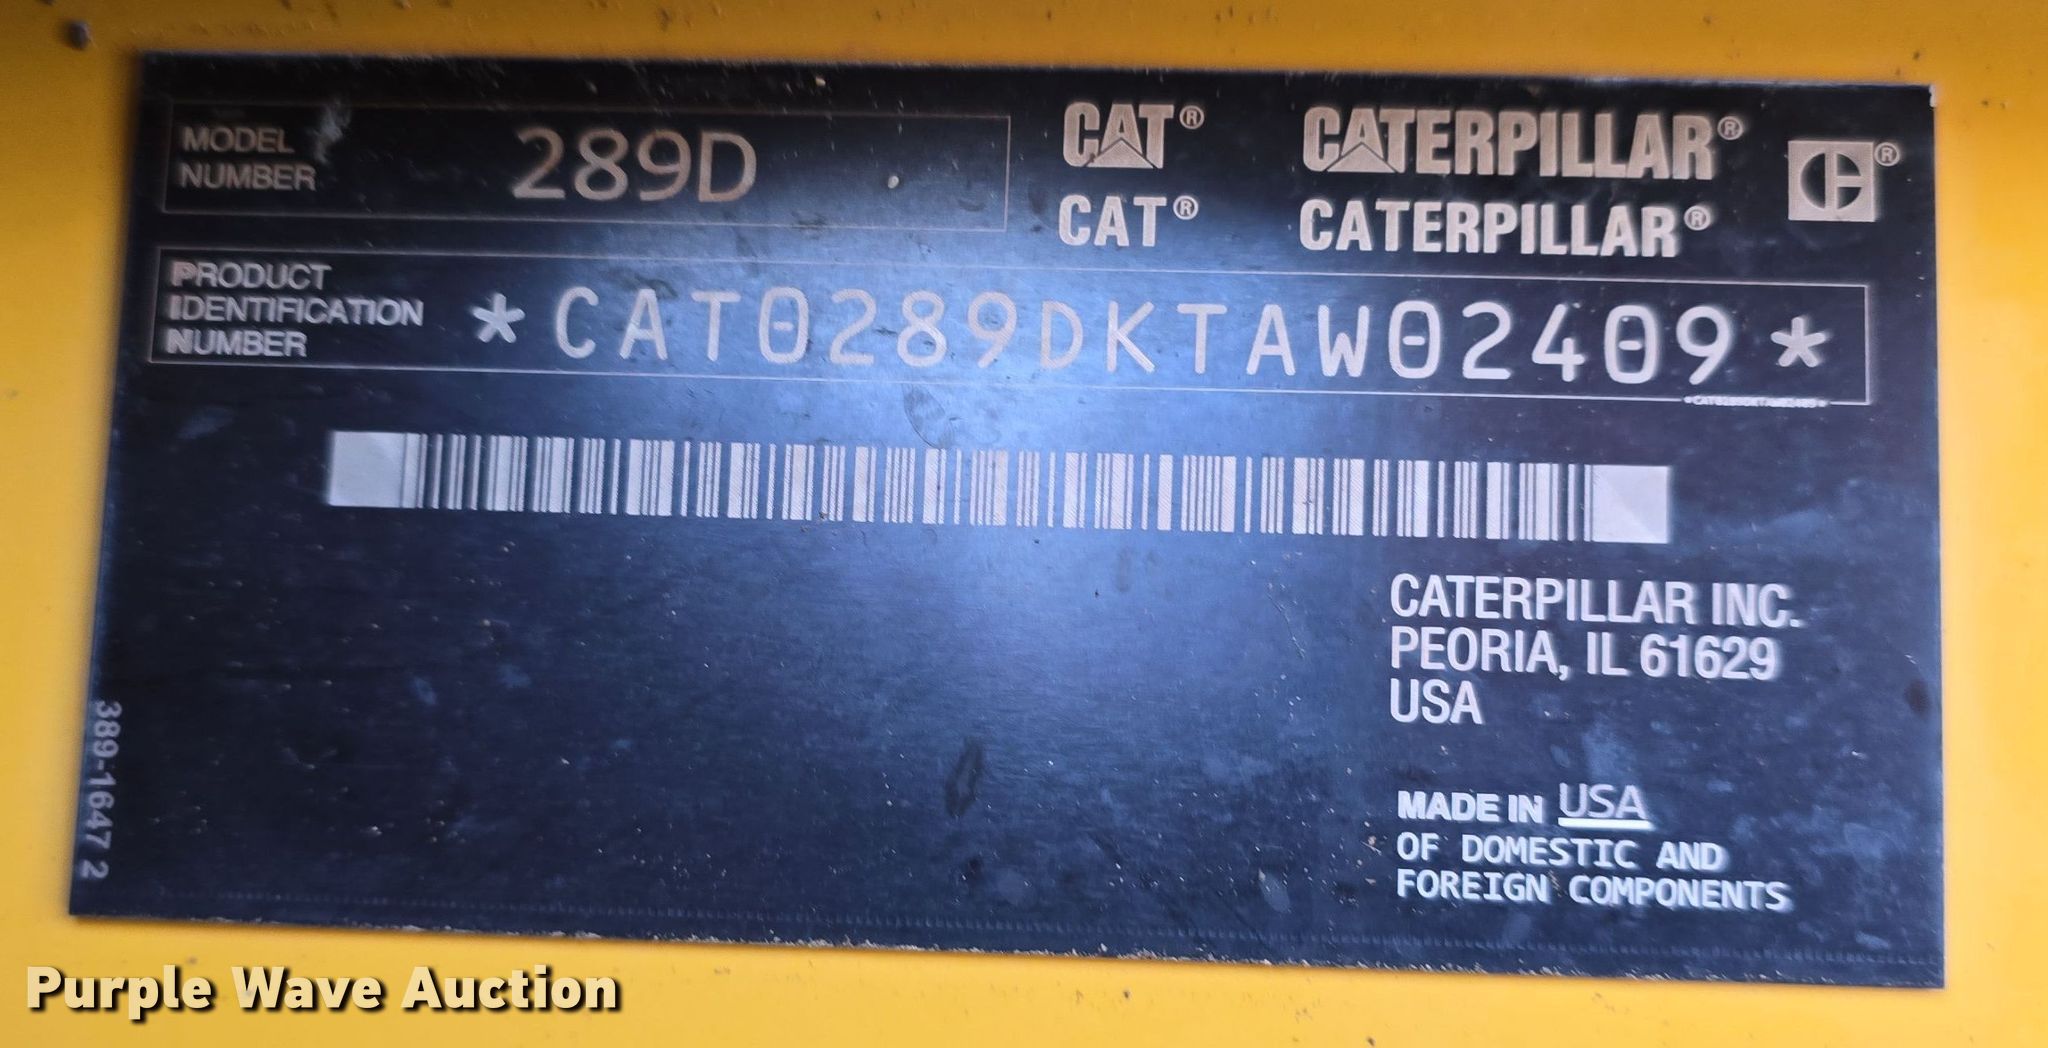 MODEL
NUMBER
289D
CAT® CATERPILLAR®
CAT® CATERPILLAR®
PRODUCT
IDENTIFICATION
NUMBER
*CAT0289DKTAW02409*
CATERPILLAR INC.
PEORIA, IL 61629
USA
MADE IN USA
OF DOMESTIC AND
FOREIGN COMPONENTS
389-1647 2
Purple Wave Auction